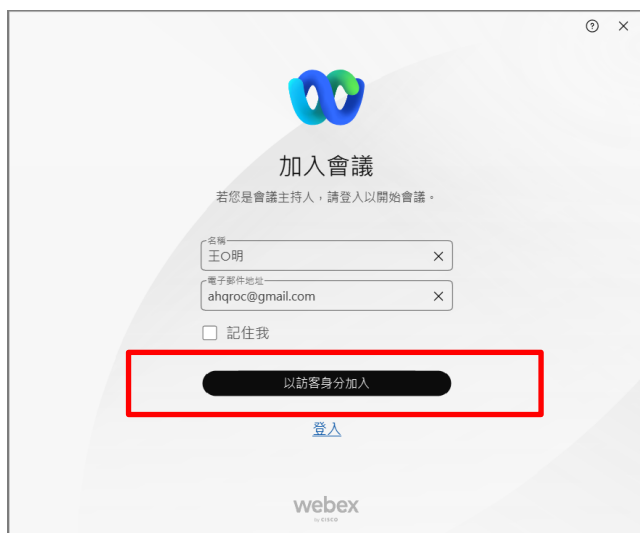 加入會議
若您是會議主持人，請登入以開始會議。
名稱
王○明
電子郵件地址
ahqroc@gmail.com
記住我
以訪客身分加入
登入
webex
by CISCO